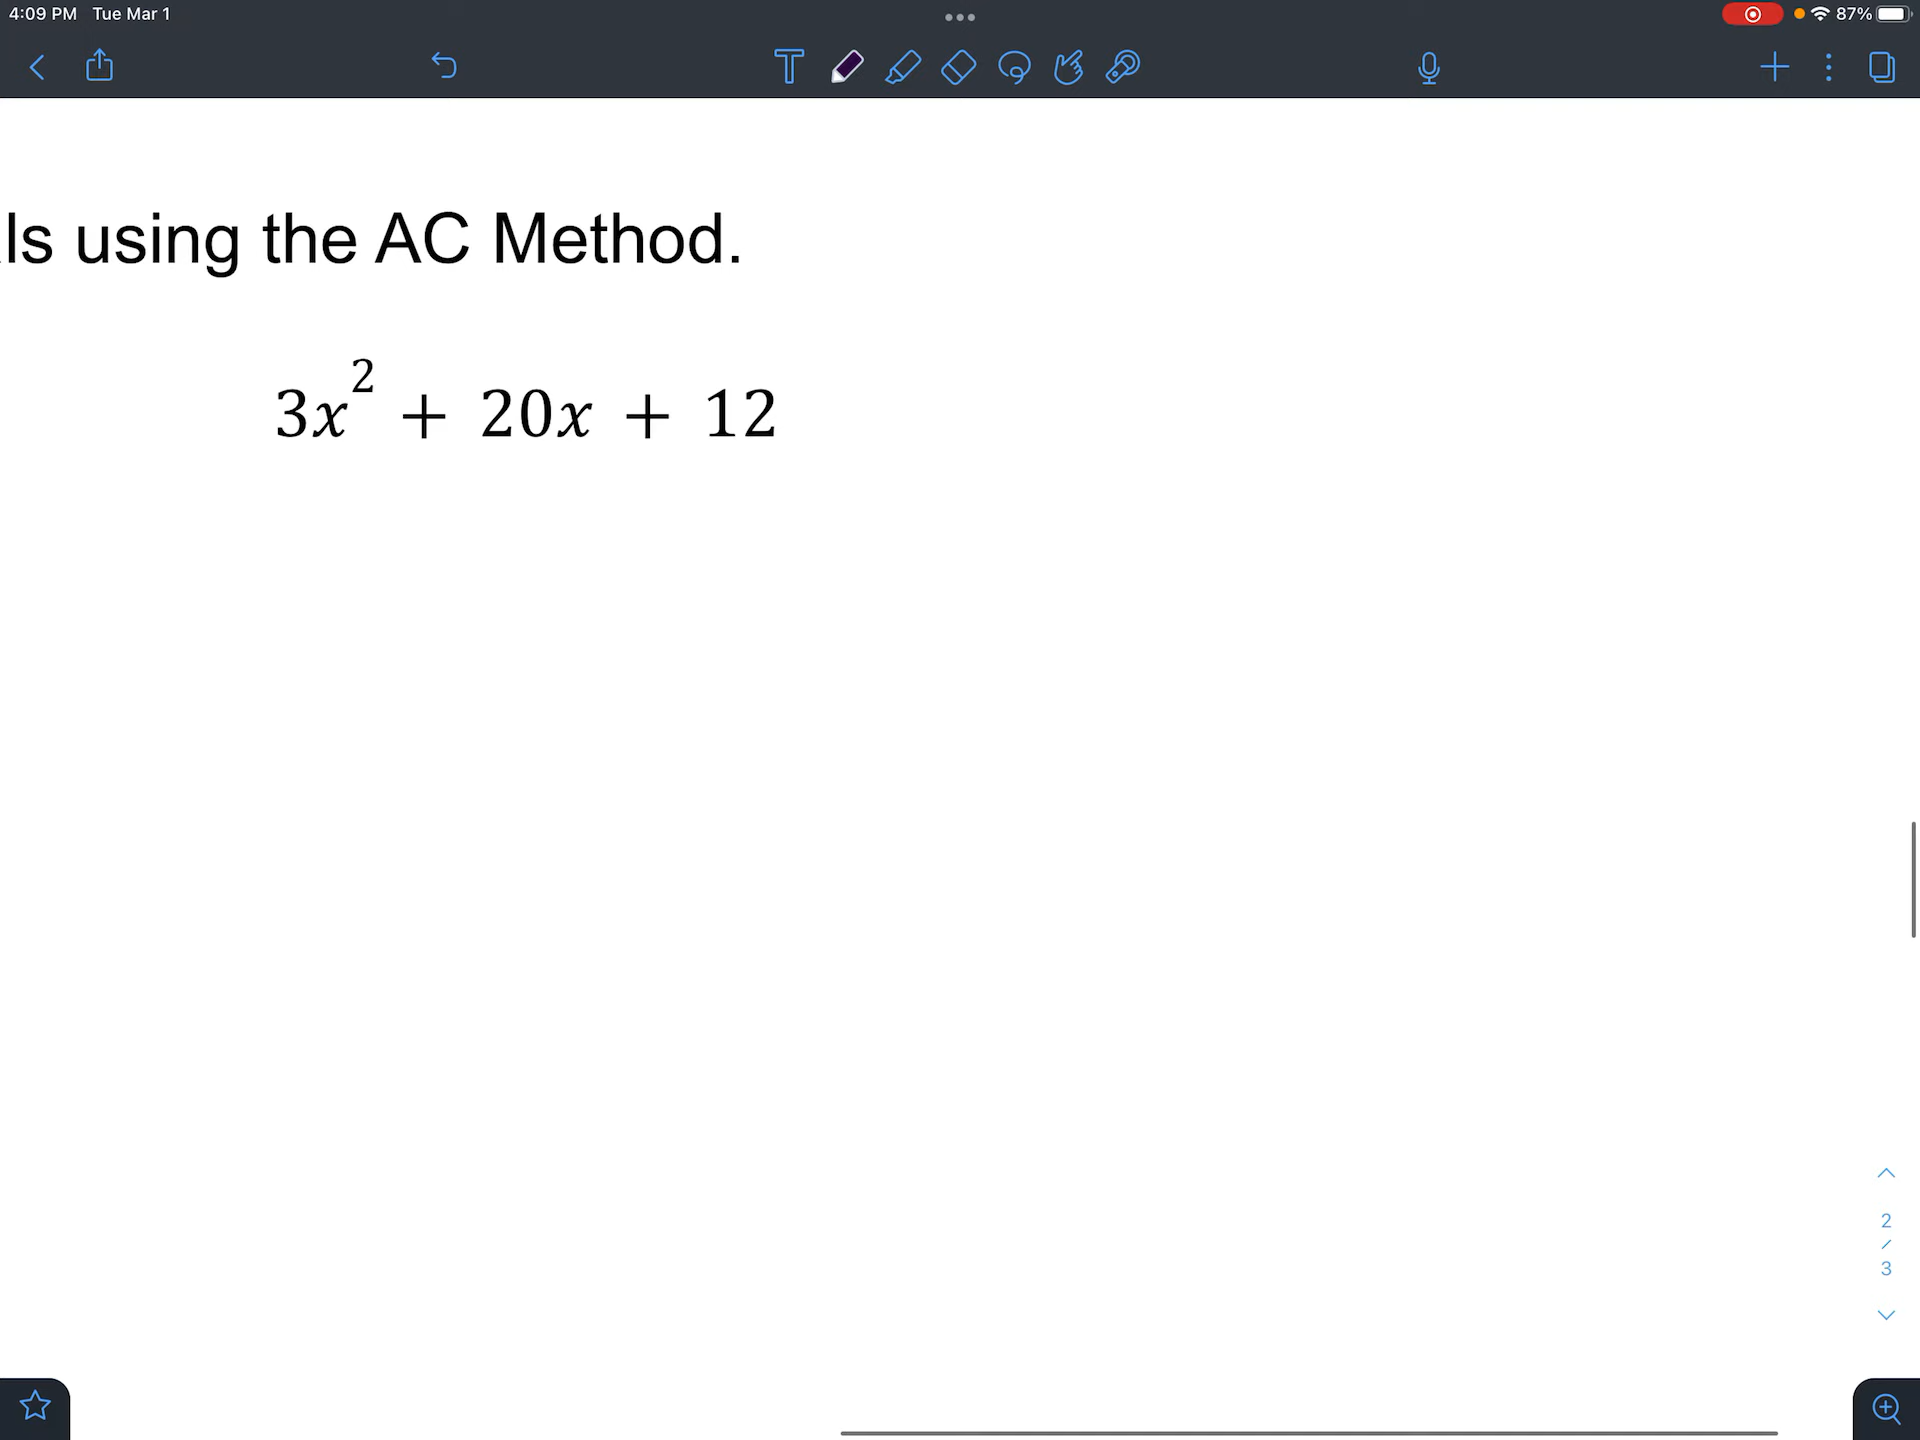 4:09 PM Tue Mar 1 87%
ls using the AC Method.
3x² + 20x + 12
2
/
3